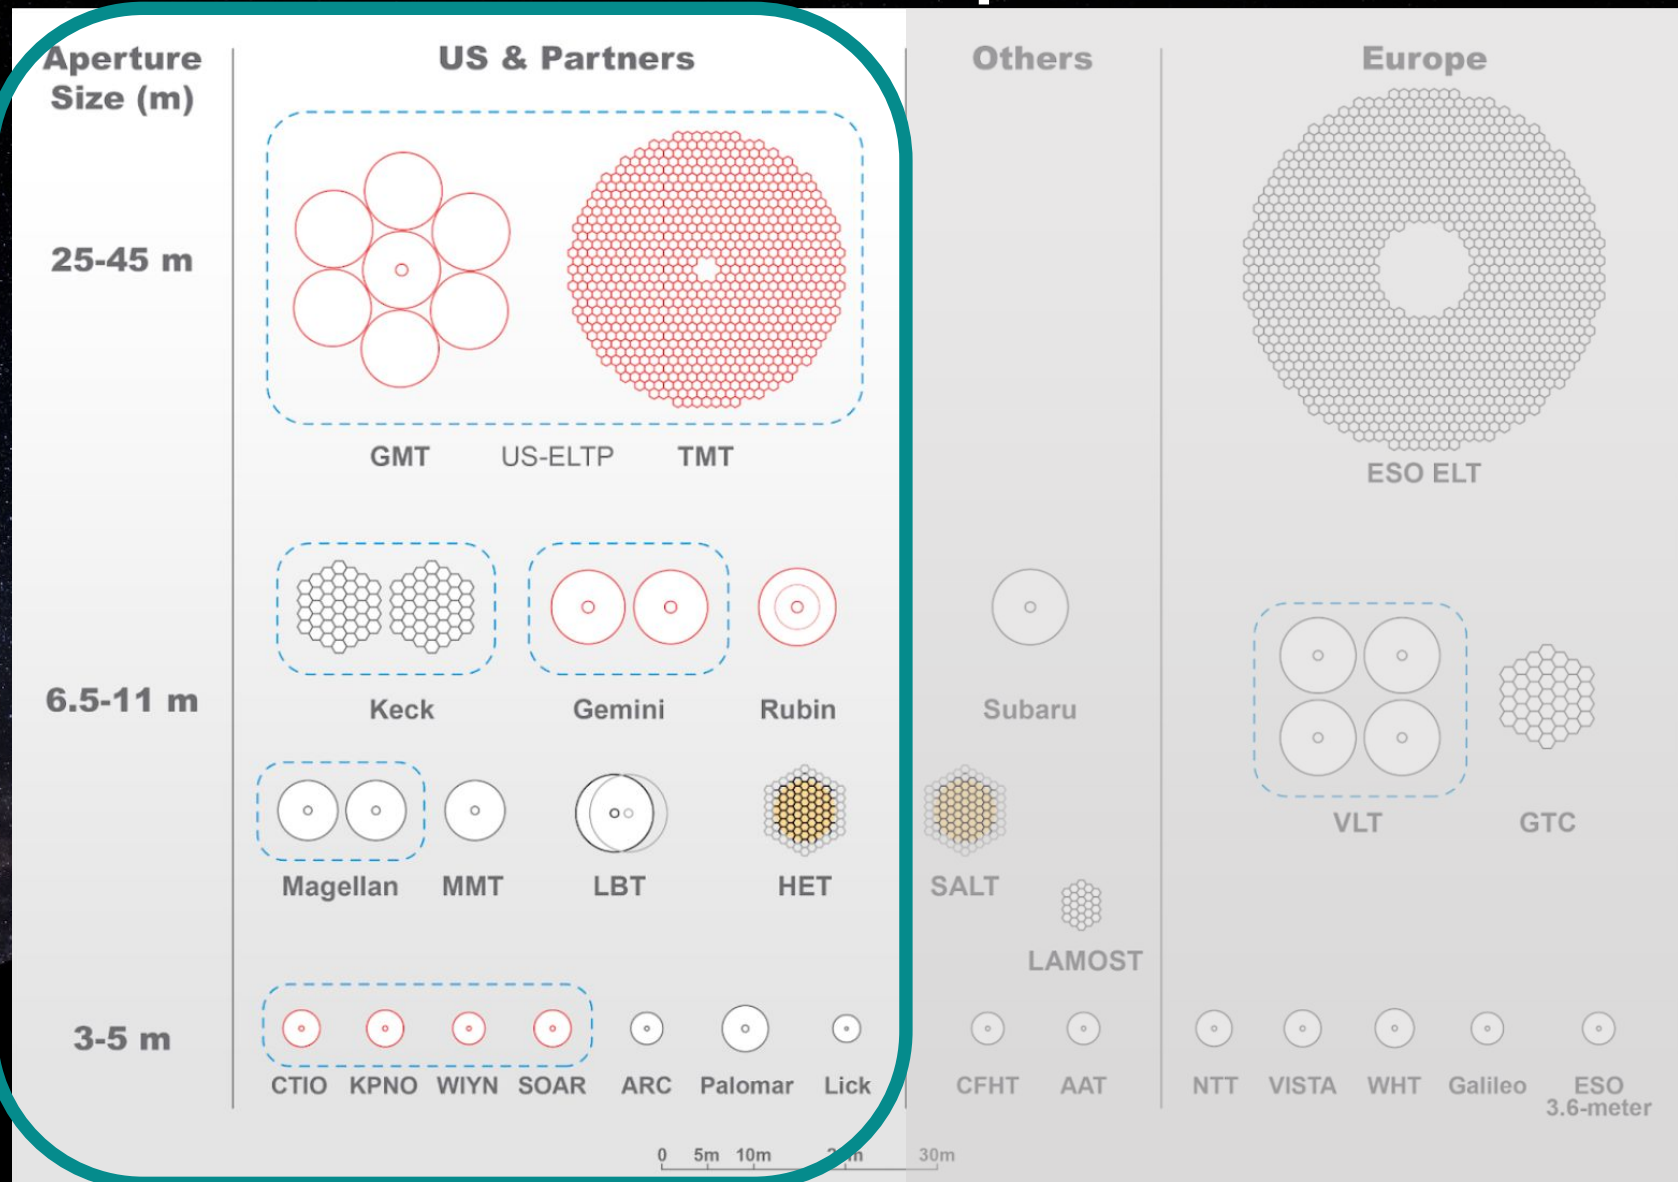 Aperture
Size (m)
US & Partners
Others
Europe
25-45 m
GMT
US-ELTP
TMT
ESO ELT
6.5-11 m
Keck
Gemini
Rubin
Subaru
VLT
GTC
Magellan
MMT
LBT
HET
SALT
LAMOST
3-5 m
CTIO
KPNO
WIYN
SOAR
ARC
Palomar
Lick
CFHT
AAT
NTT
VISTA
WHT
Galileo
ESO
3.6-meter
0 5m 10m 30m